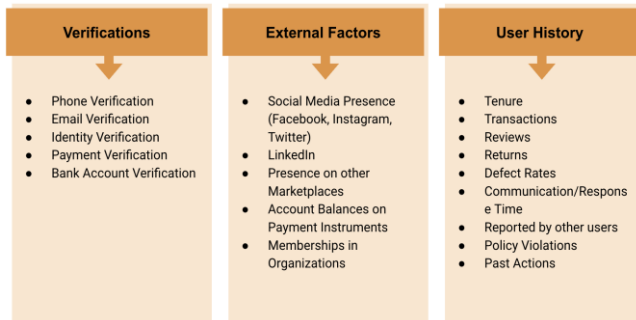 Verifications
● Phone Verification
● Email Verification
● Identity Verification
● Payment Verification
● Bank Account Verification
External Factors
● Social Media Presence
(Facebook, Instagram,
Twitter)
● LinkedIn
● Presence on other
Marketplaces
● Account Balances on
Payment Instruments
● Memberships in
Organizations
User History
● Tenure
● Transactions
● Reviews
● Returns
● Defect Rates
● Communication/Respons
e Time
● Reported by other users
● Policy Violations
● Past Actions